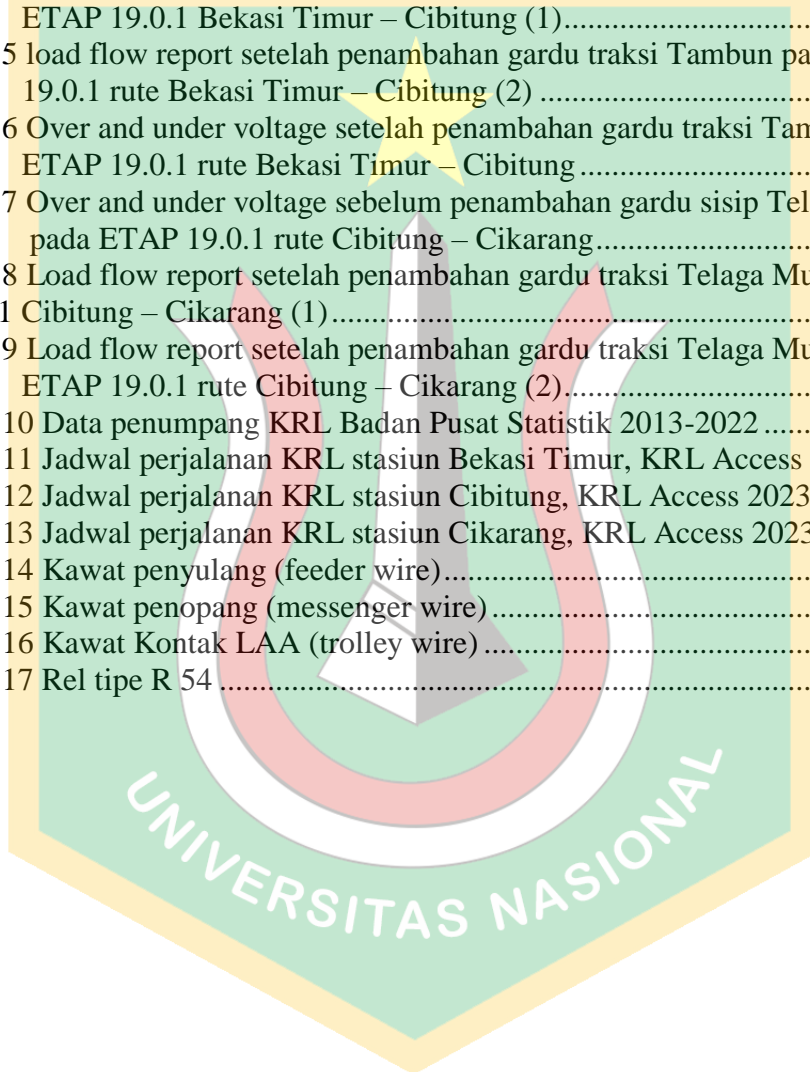 ETAP 19.0.1 Bekasi Timur – Cibitung (1)..............................
5 load flow report setelah penambahan gardu traksi Tambun pa
19.0.1 rute Bekasi Timur – Cibitung (2) ..............................
6 Over and under voltage setelah penambahan gardu traksi Tam
ETAP 19.0.1 rute Bekasi Timur – Cibitung ..............................
7 Over and under voltage sebelum penambahan gardu sisip Tel
pada ETAP 19.0.1 rute Cibitung – Cikarang..............................
8 Load flow report setelah penambahan gardu traksi Telaga Mu
1 Cibitung – Cikarang (1)..............................
9 Load flow report setelah penambahan gardu traksi Telaga Mu
ETAP 19.0.1 rute Cibitung – Cikarang (2)..............................
10 Data penumpang KRL Badan Pusat Statistik 2013-2022 ......
11 Jadwal perjalanan KRL stasiun Bekasi Timur, KRL Access
12 Jadwal perjalanan KRL stasiun Cibitung, KRL Access 2023
13 Jadwal perjalanan KRL stasiun Cikarang, KRL Access 2023
14 Kawat penyulang (feeder wire)..............................
15 Kawat penopang (messenger wire) ..............................
16 Kawat Kontak LAA (trolley wire) ..............................
17 Rel tipe R 54 ..............................
UNIVERSITAS NASIONAL